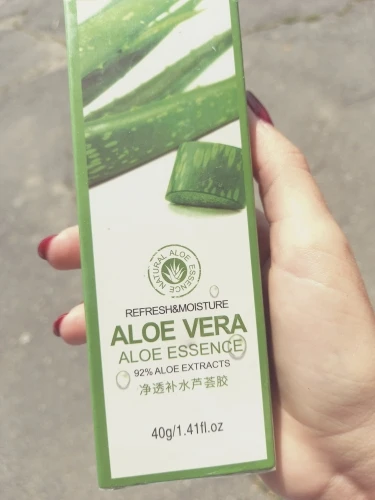 NATURAL ALOE ESSENCE
REFRESH&MOISTURE
ALOE VERA
ALOE ESSENCE
92% ALOE EXTRACTS
净透补水芦荟胶
40g/1.41fl.oz